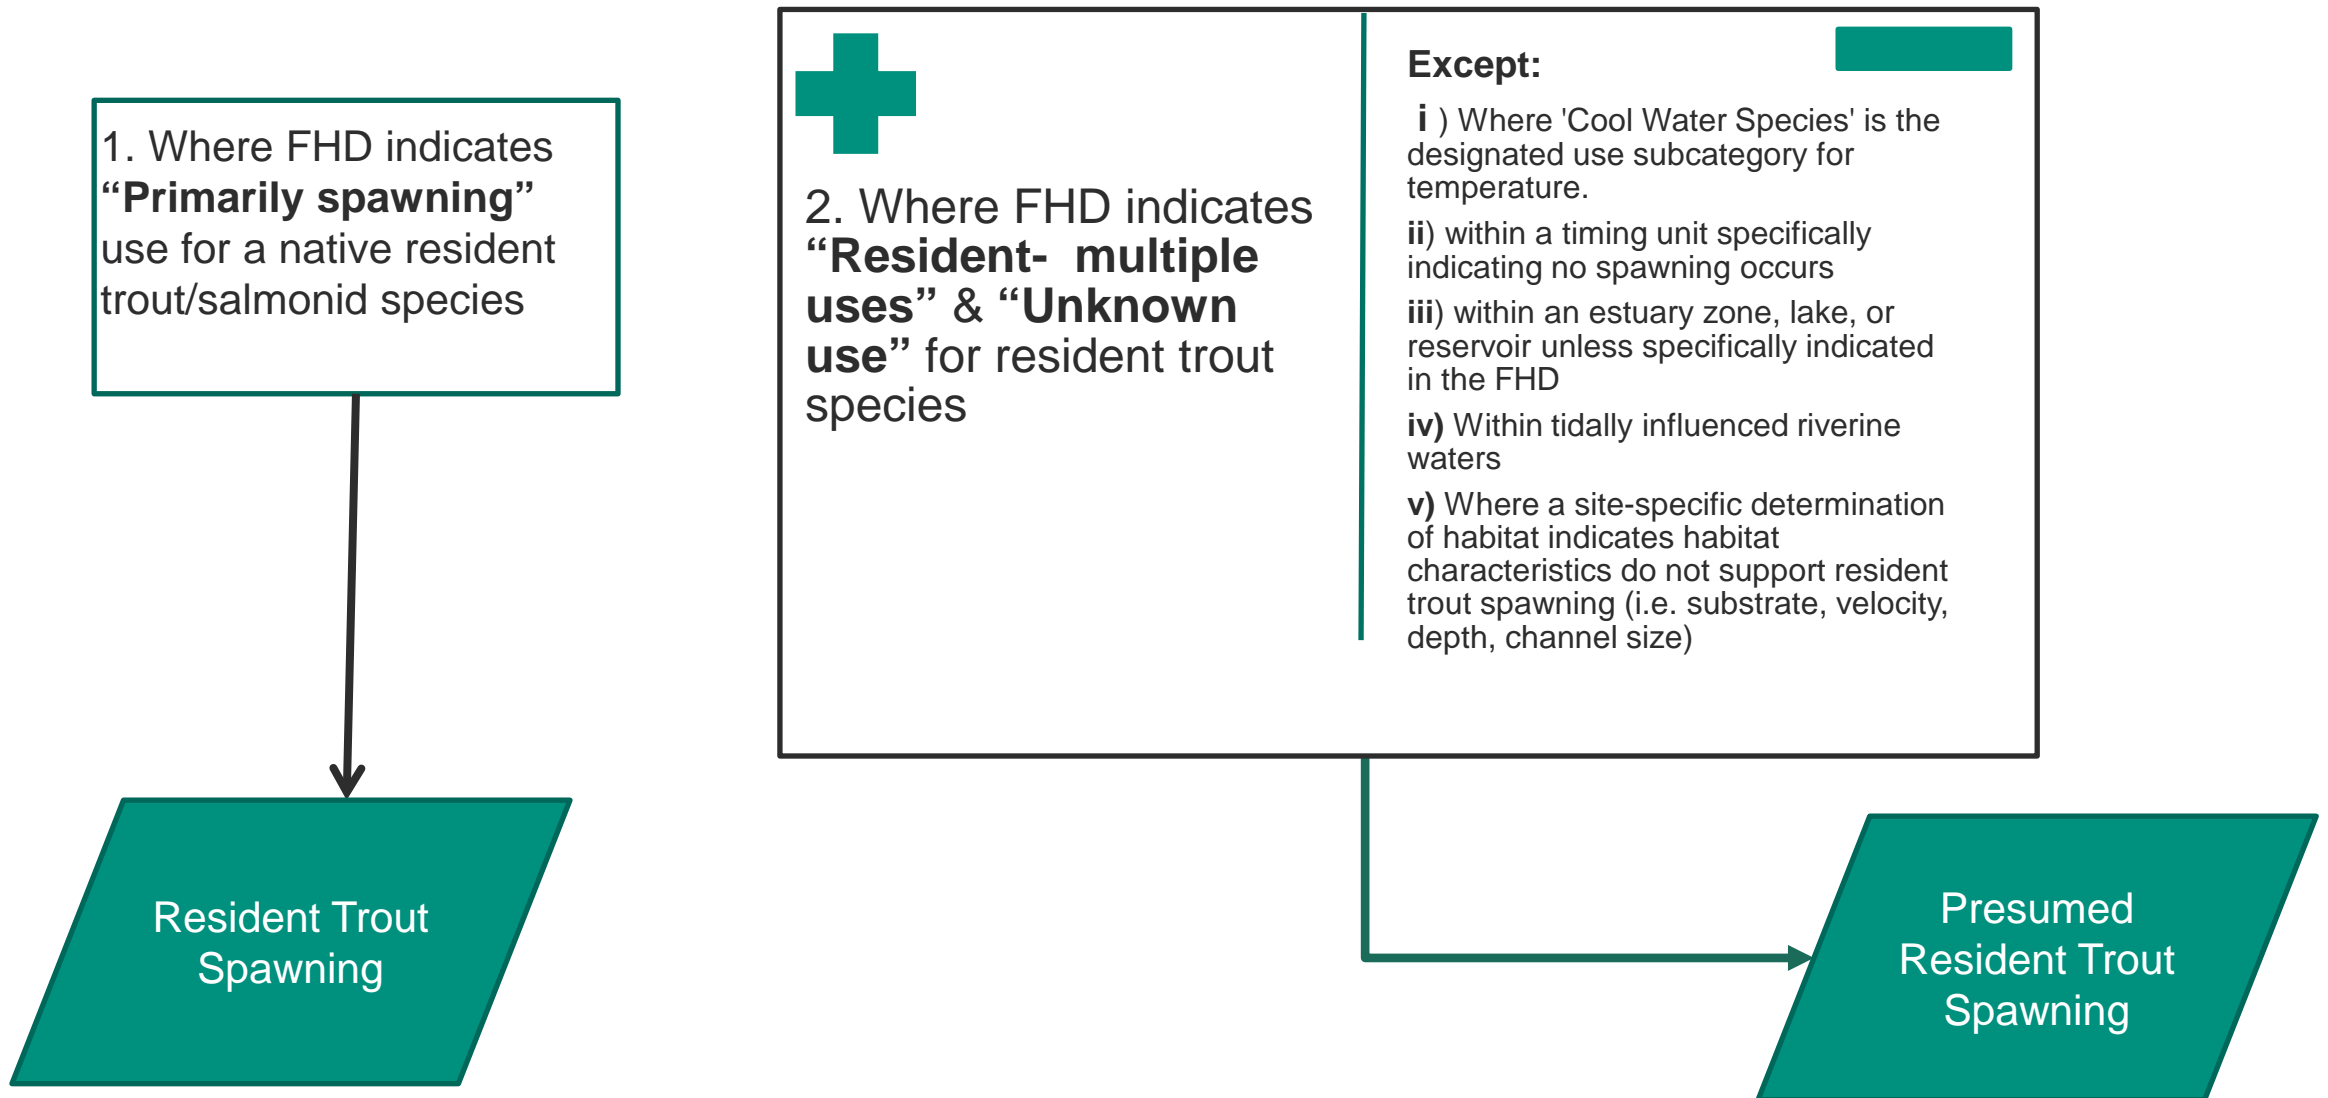 1. Where FHD indicates
“Primarily spawning”
use for a native resident
trout/salmonid species
2. Where FHD indicates
“Resident-  multiple
uses” & “Unknown
use” for resident trout
species
Except:
i ) Where 'Cool Water Species' is the
designated use subcategory for
temperature.
ii) within a timing unit specifically
indicating no spawning occurs
iii) within an estuary zone, lake, or
reservoir unless specifically indicated
in the FHD
iv) Within tidally influenced riverine
waters
v) Where a site-specific determination
of habitat indicates habitat
characteristics do not support resident
trout spawning (i.e. substrate, velocity,
depth, channel size)
Resident Trout
Spawning
Presumed
Resident Trout
Spawning